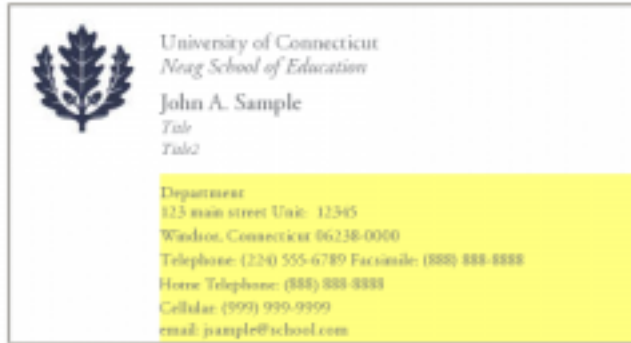 University of Connecticut
Neag School of Education
John A. Sample
Title
Title2
Department
123 main street Unit: 12345
Windsor, Connecticut 06238-0000
Telephone: (224) 555-6789 Facsimile: (888) 888-8888
Home Telephone: (888) 888-8888
Cellular: (999) 999-9999
email: jsample@school.com